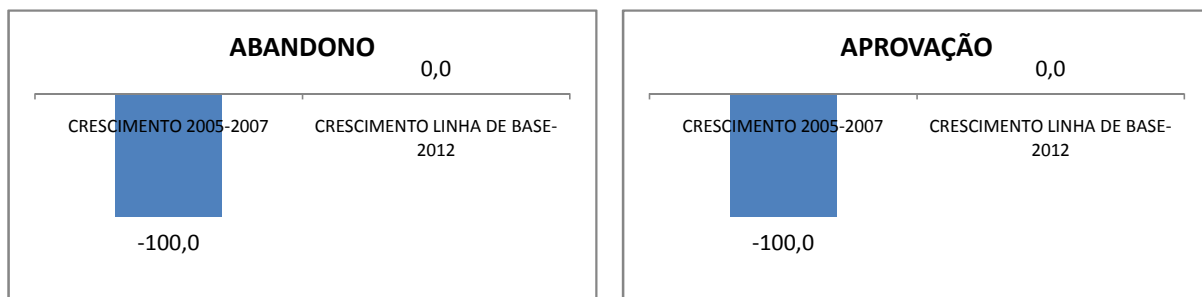 ABANDONO
0,0
CRESCIMENTO 2005-2007
CRESCIMENTO LINHA DE BASE-
2012
-100,0
APROVAÇÃO
0,0
CRESCIMENTO 2005-2007
CRESCIMENTO LINHA DE BASE-
2012
-100,0